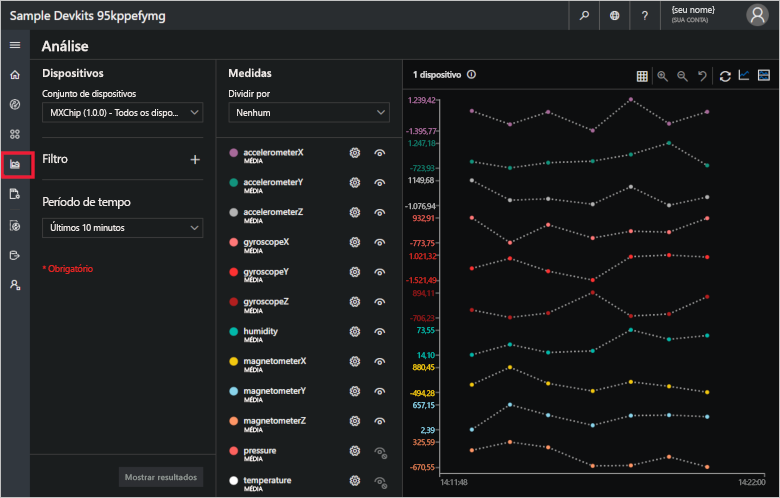 Sample Devkits 95kppefymg
?
{seu nome}
(SUA CONTA)
Análise
Dispositivos
Conjunto de dispositivos
MXChip (1.0.0) - Todos os dispo...
Filtro
+
Período de tempo
Últimos 10 minutos
* Obrigatório
Mostrar resultados
Medidas
Dividir por
Nenhum
accelerometerX
MÉDIA
accelerometerY
MÉDIA
accelerometerZ
MÉDIA
gyroscopeX
MÉDIA
gyroscopeY
MÉDIA
gyroscopeZ
MÉDIA
humidity
MÉDIA
magnetometerX
MÉDIA
magnetometerY
MÉDIA
magnetometerZ
MÉDIA
pressure
MÉDIA
temperature
MÉDIA
1 dispositivo
1.239,42
-1.395,77
1.247,18
-723,93
1149,68
-1.076,94
932,91
-773,75
1.021,32
-1.521,49
894,11
-706,23
73,55
14,10
880,45
-494,28
657,15
2,39
325,59
-670,55
14:11:48
14:22:00